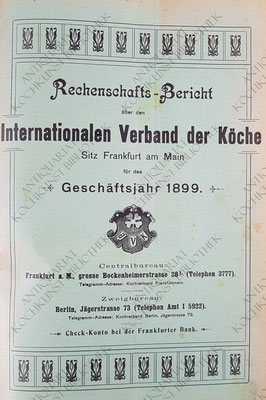 Rechenschafts-Bericht
über den
Internationalen Verband der Köche
Sitz Frankfurt am Main
für das
Geschäftsjahr 1899.
Centralbureau:
Frankfurt a. M., grosse Bockenheimerstrasse 28 (Telephon 3777).
Telegramm-Adresse: Kochverband Frankfurtmain.
Zweigbureau:
Berlin, Jägerstrasse 73 (Telephon Amt I 5922).
Telegramm-Adresse: Kochverband Berlin, Jägerstrasse 73.
Check-Konto bei der Frankfurter Bank.